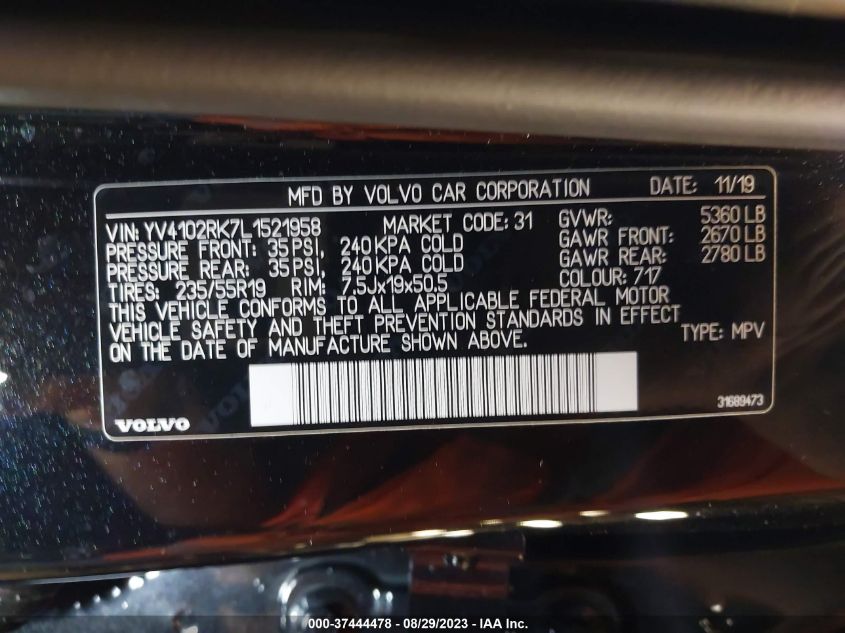 MFD BY VOLVO CAR CORPORATION DATE: 11/19
VIN: YV4102RK7L1521958 MARKET CODE: 31 GVWR: 5360 LB
PRESSURE FRONT: 35 PSI, 240 KPA COLD GAWR FRONT: 2670 LB
PRESSURE REAR: 35 PSI, 240 KPA COLD GAWR REAR: 2780 LB
TIRES: 235/55R19 RIM: 7.5Jx19x50.5 COLOUR: 717
THIS VEHICLE CONFORMS TO ALL APPLICABLE FEDERAL MOTOR
VEHICLE SAFETY AND THEFT PREVENTION STANDARDS IN EFFECT
ON THE DATE OF MANUFACTURE SHOWN ABOVE. TYPE: MPV
VOLVO 31689473
000-37444478 - 08/29/2023 - IAA Inc.